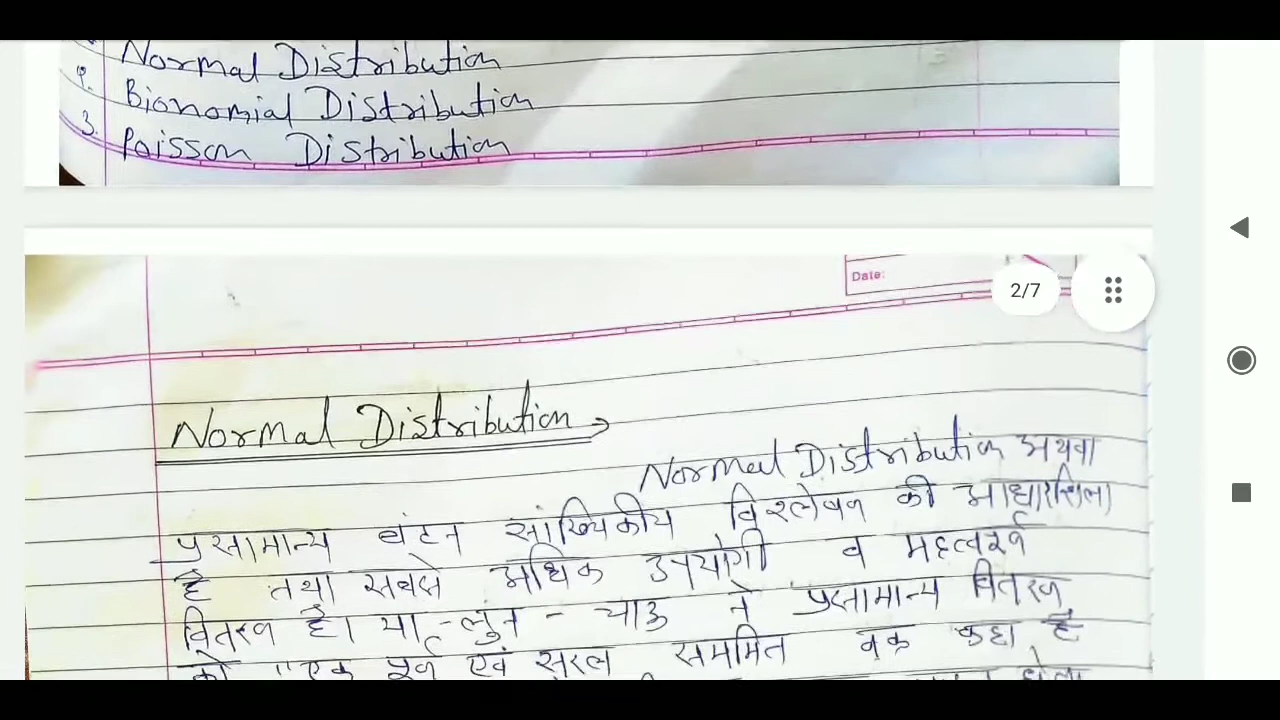 Normal Distribution
2. Bionomial Distribution
3. Poisson Distribution
Date:
2/7
Normal Distribution →
Normal Distribution अथवा
प्रसामान्य बंटन सांख्यिकीय विश्लेषण की आधारशिला
है तथा सबसे अधिक उपयोगी व महत्वपूर्ण
वितरण है। या-लुन-चाऊ ने प्रसामान्य वितरण
को "एक पूर्ण एवं सरल सममित वक्र कहा है